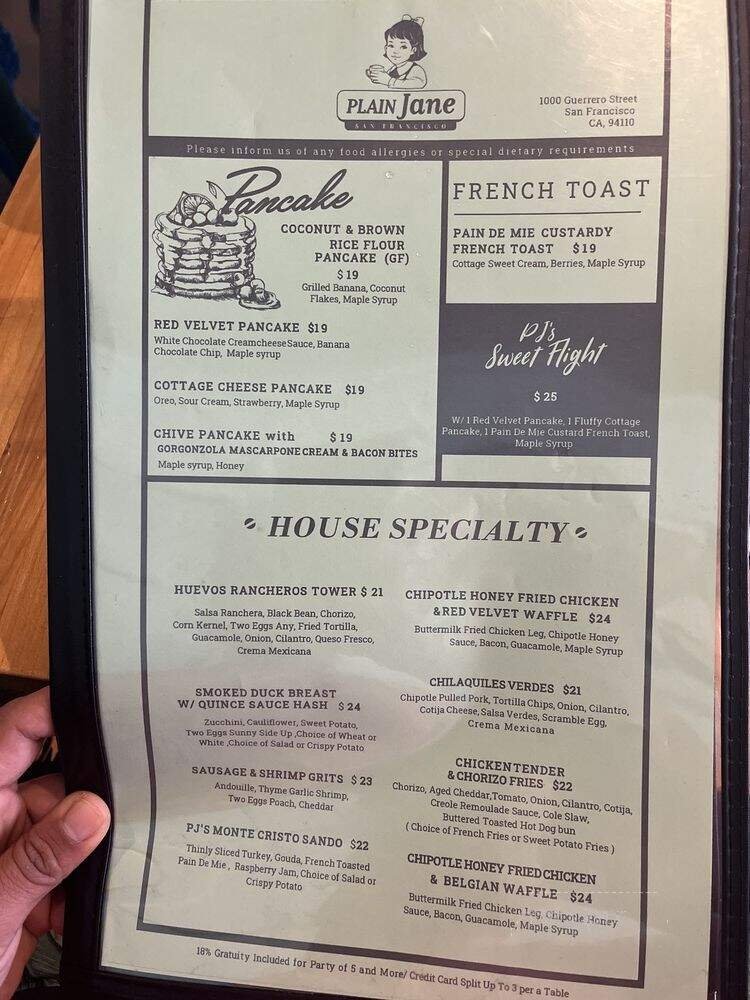 PLAIN Jane
SAN FRANCISCO
1000 Guerrero Street
San Francisco
CA, 94110
Please inform us of any food allergies or special dietary requirements
Pancake
COCONUT & BROWN
RICE FLOUR
PANCAKE (GF)
$19
Grilled Banana, Coconut
Flakes, Maple Syrup
RED VELVET PANCAKE $19
White Chocolate Creamcheese Sauce, Banana
Chocolate Chip, Maple syrup
COTTAGE CHEESE PANCAKE $19
Oreo, Sour Cream, Strawberry, Maple Syrup
CHIVE PANCAKE with $19
GORGONZOLA MASCARPONE CREAM & BACON BITES
Maple syrup, Honey
FRENCH TOAST
PAIN DE MIE CUSTARDY
FRENCH TOAST $19
Cottage Sweet Cream, Berries, Maple Syrup
PJ's
Sweet Flight
$25
W/ 1 Red Velvet Pancake, 1 Fluffy Cottage
Pancake, 1 Pain De Mie Custard French Toast,
Maple Syrup
HOUSE SPECIALTY
HUEVOS RANCHEROS TOWER $ 21
Salsa Ranchera, Black Bean, Chorizo,
Corn Kernel, Two Eggs Any, Fried Tortilla,
Guacamole, Onion, Cilantro, Queso Fresco,
Crema Mexicana
SMOKED DUCK BREAST
W/ QUINCE SAUCE HASH $ 24
Zucchini, Cauliflower, Sweet Potato,
Two Eggs Sunny Side Up ,Choice of Wheat or
White ,Choice of Salad or Crispy Potato
SAUSAGE & SHRIMP GRITS $ 23
Andouille, Thyme Garlic Shrimp,
Two Eggs Poach, Cheddar
PJ'S MONTE CRISTO SANDO $22
Thinly Sliced Turkey, Gouda, French Toasted
Pain De Mie , Raspberry Jam, Choice of Salad or
Crispy Potato
CHIPOTLE HONEY FRIED CHICKEN
&RED VELVET WAFFLE $24
Buttermilk Fried Chicken Leg, Chipotle Honey
Sauce, Bacon, Guacamole, Maple Syrup
CHILAQUILES VERDES $21
Chipotle Pulled Pork, Tortilla Chips, Onion, Cilantro,
Cotija Cheese, Salsa Verdes, Scramble Egg,
Crema Mexicana
CHICKEN TENDER
& CHORIZO FRIES $22
Chorizo, Aged Cheddar,Tomato, Onion, Cilantro, Cotija,
Creole Remoulade Sauce, Cole Slaw,
Buttered Toasted Hot Dog bun
( Choice of French Fries or Sweet Potato Fries )
CHIPOTLE HONEY FRIED CHICKEN
& BELGIAN WAFFLE $24
Buttermilk Fried Chicken Leg, Chipotle Honey
Sauce, Bacon, Guacamole, Maple Syrup
18% Gratuity Included for Party of 5 and More/ Credit Card Split Up To 3 per a Table